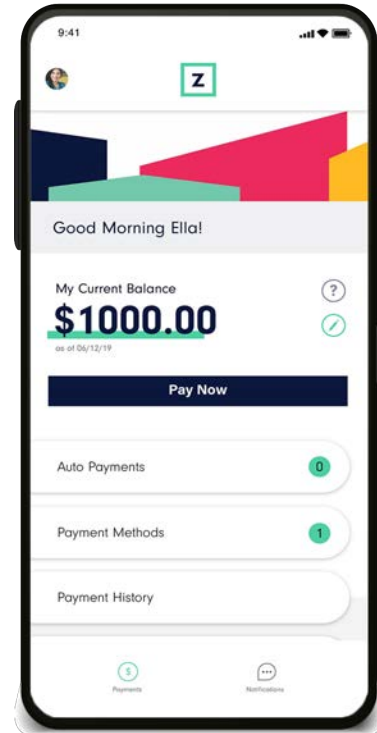 9:41
Z
Good Morning Ella!
My Current Balance
?
$1000.00
as of 06/12/19
Pay Now
Auto Payments 0
Payment Methods 1
Payment History
$
Payments Notifications